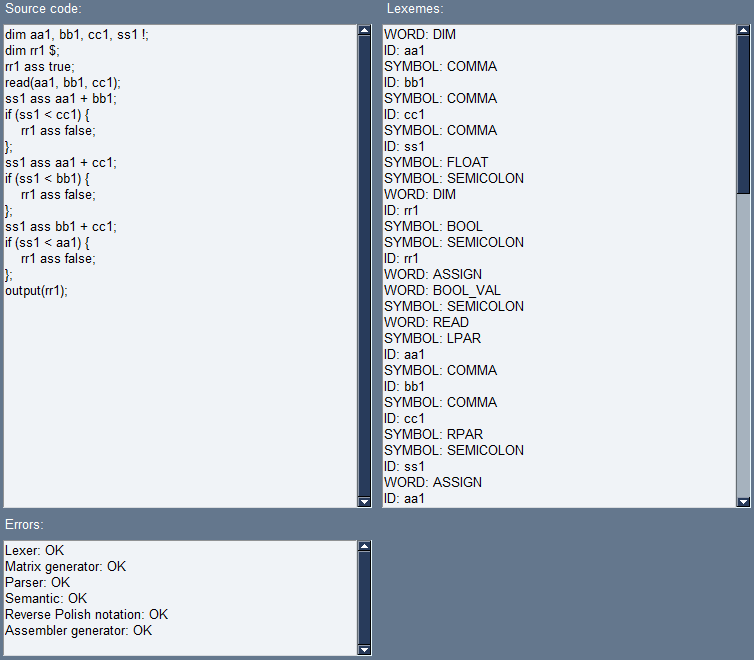 Source code:
dim aa1, bb1, cc1, ss1 !;
dim rr1 $;
rr1 ass true;
read(aa1, bb1, cc1);
ss1 ass aa1 + bb1;
if (ss1 < cc1) {
    rr1 ass false;
};
ss1 ass aa1 + cc1;
if (ss1 < bb1) {
    rr1 ass false;
};
ss1 ass bb1 + cc1;
if (ss1 < aa1) {
    rr1 ass false;
};
output(rr1);
Lexemes:
WORD: DIM
ID: aa1
SYMBOL: COMMA
ID: bb1
SYMBOL: COMMA
ID: cc1
SYMBOL: COMMA
ID: ss1
SYMBOL: FLOAT
SYMBOL: SEMICOLON
WORD: DIM
ID: rr1
SYMBOL: BOOL
SYMBOL: SEMICOLON
ID: rr1
WORD: ASSIGN
WORD: BOOL_VAL
SYMBOL: SEMICOLON
WORD: READ
SYMBOL: LPAR
ID: aa1
SYMBOL: COMMA
ID: bb1
SYMBOL: COMMA
ID: cc1
SYMBOL: RPAR
SYMBOL: SEMICOLON
ID: ss1
WORD: ASSIGN
ID: aa1
Errors:
Lexer: OK
Matrix generator: OK
Parser: OK
Semantic: OK
Reverse Polish notation: OK
Assembler generator: OK